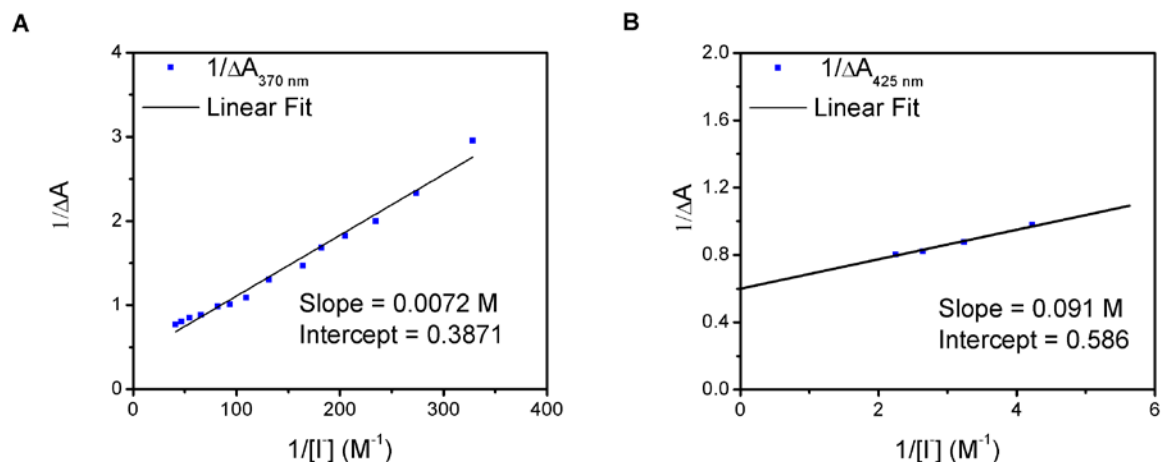 A
4
3
2
1
0
1/ΔA
1/ΔA370 nm
Linear Fit
Slope = 0.0072 M
Intercept = 0.3871
0 100 200 300 400
1/[I-] (M-1)
B
2.0
1.6
1.2
0.8
0.4
0.0
1/ΔA
1/ΔA425 nm
Linear Fit
Slope = 0.091 M
Intercept = 0.586
0 2 4 6
1/[I-] (M-1)